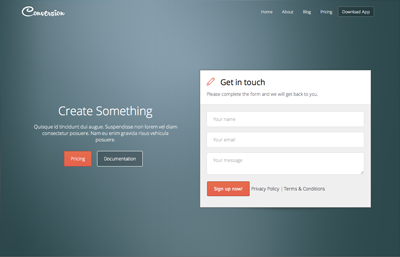 Conversion
Home About Blog Pricing Download App
Create Something
Quisque id tincidunt dui augue. Suspendisse non lorem vel diam
consectetur posuere. Nam eu enim gravida risus vehicula
posuere.
Pricing Documentation
Get in touch
Please complete the form and we will get back to you.
Your name
Your email
Your message
Sign up now! Privacy Policy | Terms & Conditions